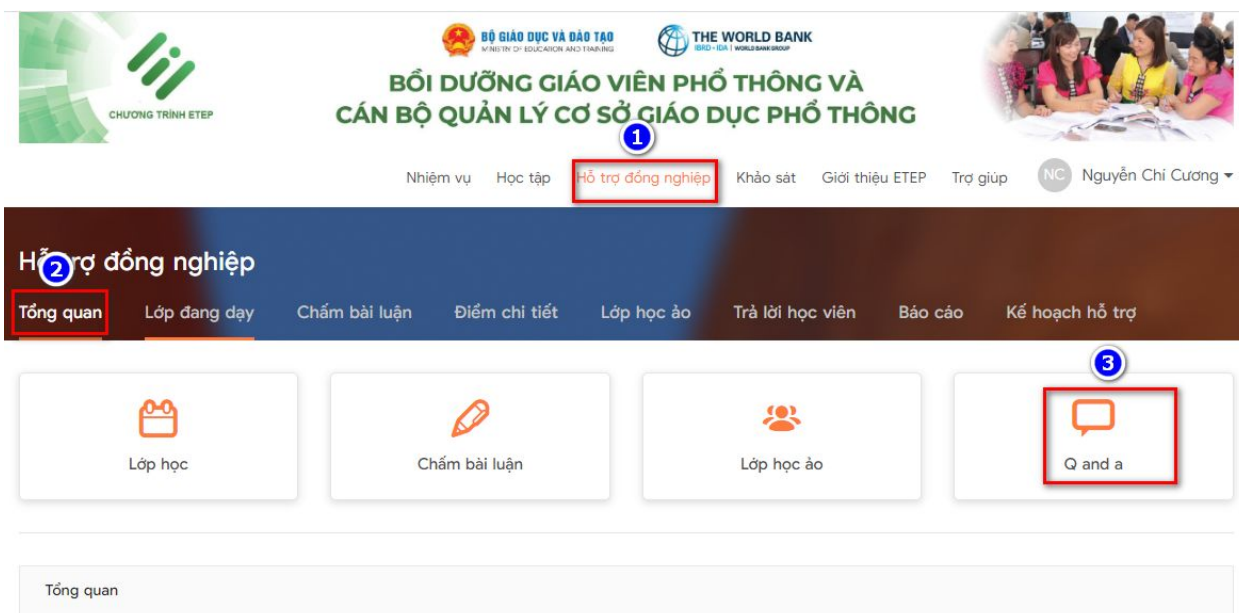 BỘ GIÁO DỤC VÀ ĐÀO TẠO
MINISTRY OF EDUCATION AND TRAINING
THE WORLD BANK
IBRD • IDA | WORLD BANK GROUP
CHƯƠNG TRÌNH ETEP
BỒI DƯỠNG GIÁO VIÊN PHỔ THÔNG VÀ
CÁN BỘ QUẢN LÝ CƠ SỞ GIÁO DỤC PHỔ THÔNG
1
Nhiệm vụ Học tập Hỗ trợ đồng nghiệp Khảo sát Giới thiệu ETEP Trợ giúp NC Nguyễn Chí Cương
Hỗ trợ đồng nghiệp
2
Tổng quan Lớp đang dạy Chấm bài luận Điểm chi tiết Lớp học ảo Trả lời học viên Báo cáo Kế hoạch hỗ trợ
3
Lớp học Chấm bài luận Lớp học ảo Q and a
Tổng quan